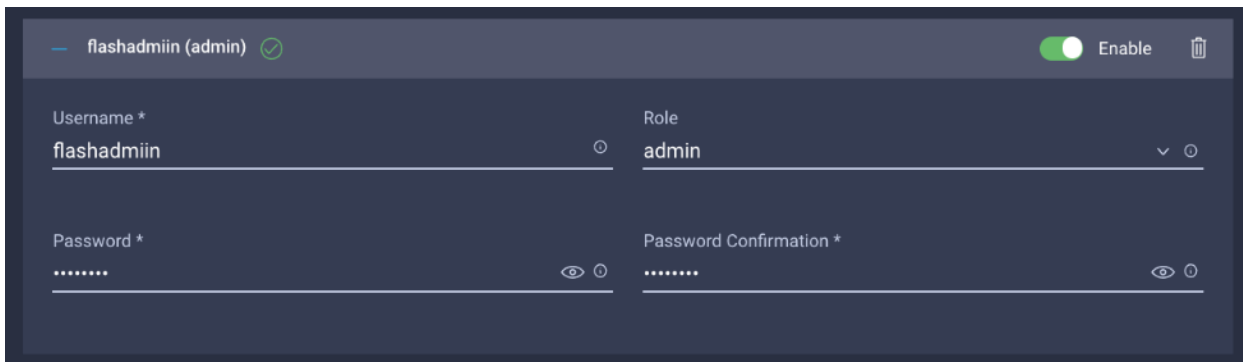 flashadmiin (admin)
Enable
Username *
Role
flashadmiin
admin
Password *
Password Confirmation *
••••••••
••••••••